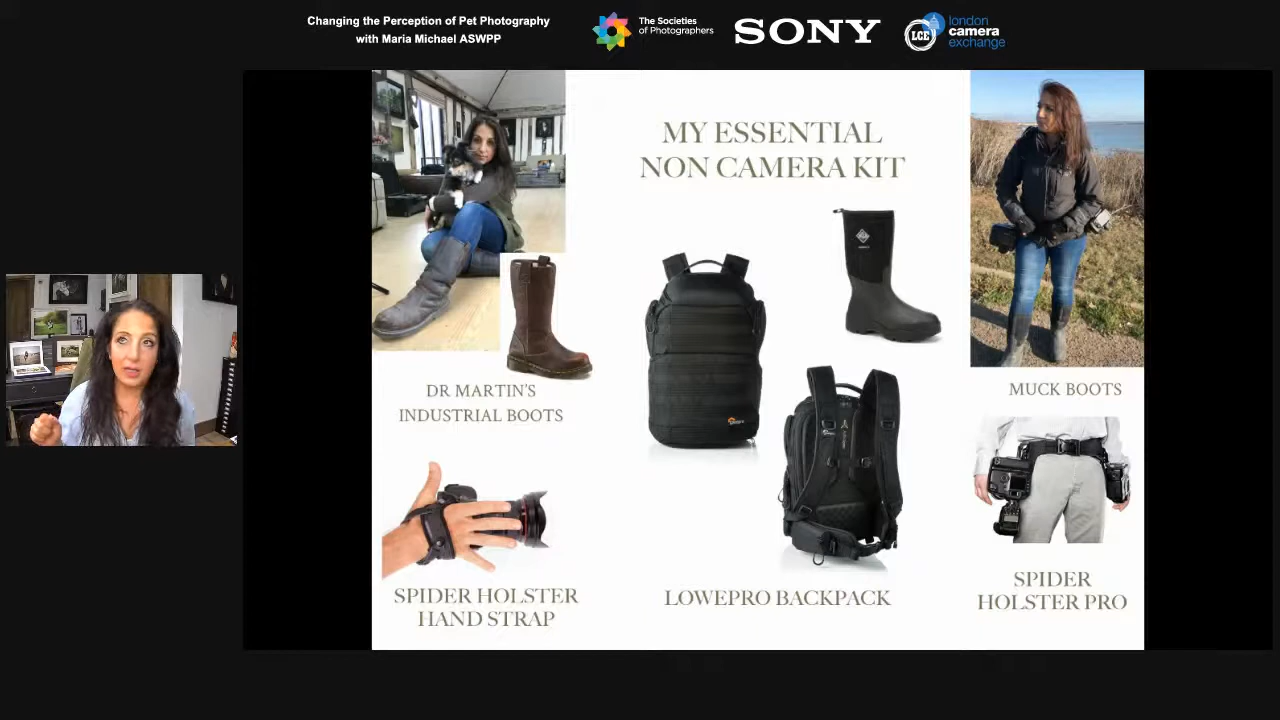 Changing the Perception of Pet Photography
with Maria Michael ASWPP
The Societies
of Photographers
SONY
LCE
london
camera
exchange
MY ESSENTIAL
NON CAMERA KIT
DR MARTIN'S
INDUSTRIAL BOOTS
MUCK BOOTS
SPIDER HOLSTER
HAND STRAP
LOWEPRO BACKPACK
SPIDER
HOLSTER PRO